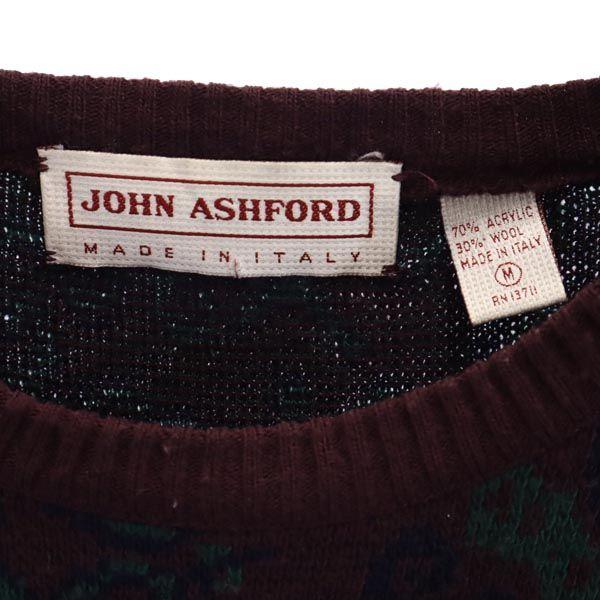 JOHN ASHFORD
MADE IN ITALY
70% ACRYLIC
30% WOOL
MADE IN ITALY
M
RN 13711